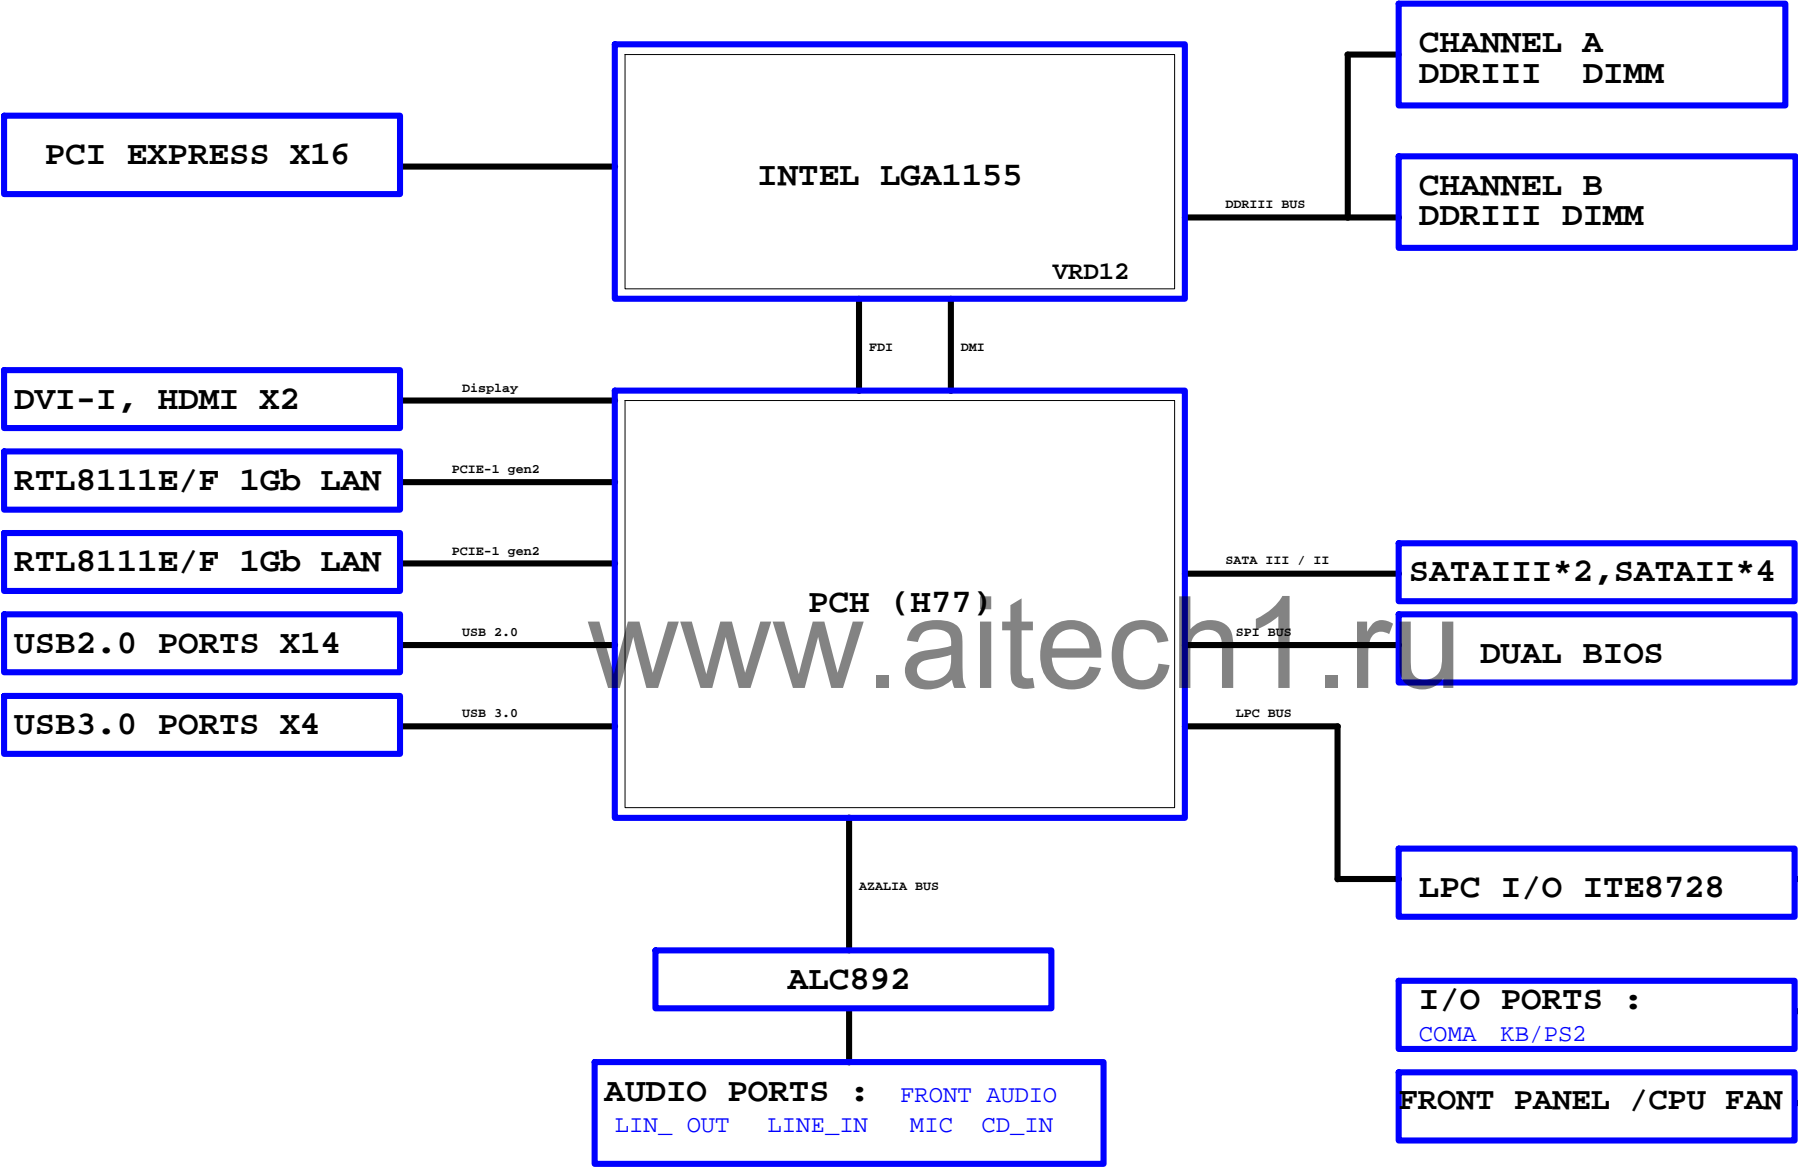 CHANNEL A
DDRIII DIMM
PCI EXPRESS X16
INTEL LGA1155
VRD12
DDRIII BUS
CHANNEL B
DDRIII DIMM
FDI
DMI
DVI-I, HDMI X2
Display
RTL8111E/F 1Gb LAN
PCIE-1 gen2
RTL8111E/F 1Gb LAN
PCIE-1 gen2
USB2.0 PORTS X14
USB 2.0
USB3.0 PORTS X4
USB 3.0
PCH (H77)
www.aitech1.ru
SATA III / II
SATAIII*2,SATAII*4
SPI BUS
DUAL BIOS
LPC BUS
LPC I/O ITE8728
AZALIA BUS
ALC892
AUDIO PORTS : FRONT AUDIO
LIN_ OUT LINE_IN MIC CD_IN
I/O PORTS :
COMA KB/PS2
FRONT PANEL /CPU FAN